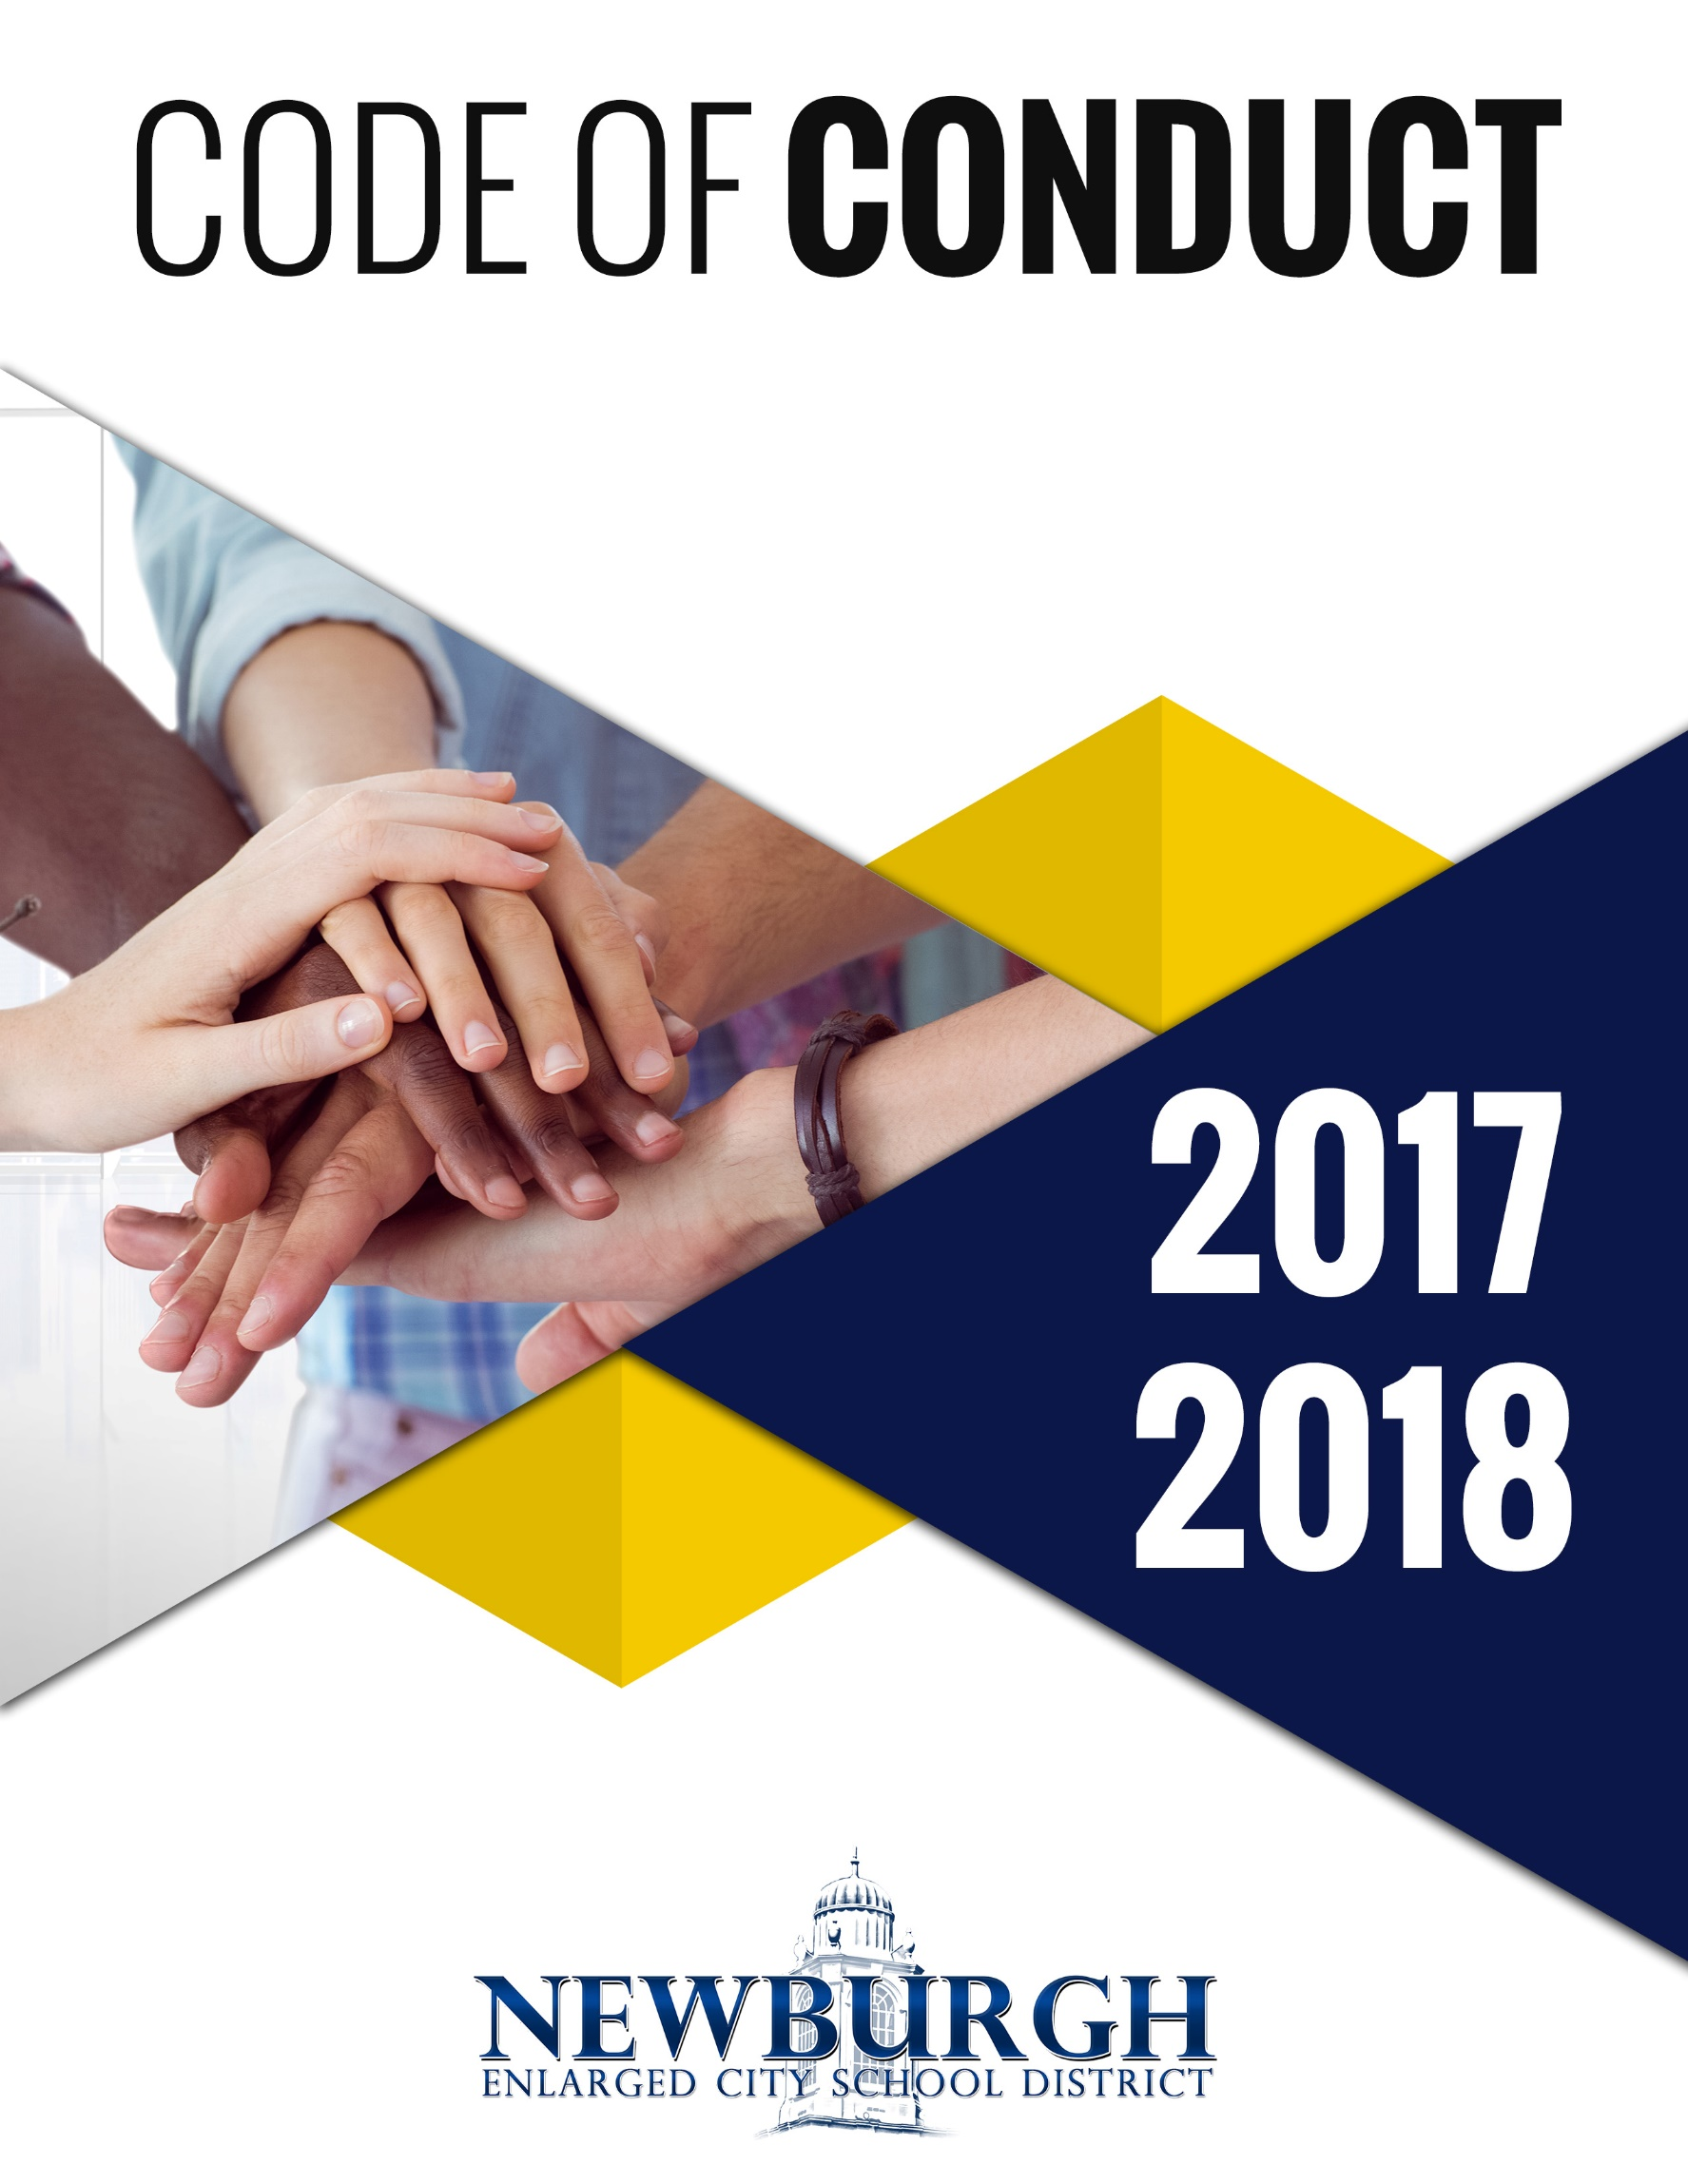 CODE OF CONDUCT
2017
2018
NEWBURGH
ENLARGED CITY SCHOOL DISTRICT